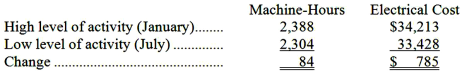 Machine-Hours Electrical Cost
High level of activity (January)........ 2,388 $34,213
Low level of activity (July) ............... 2,304 33,428
Change .................................................. 84 $ 785